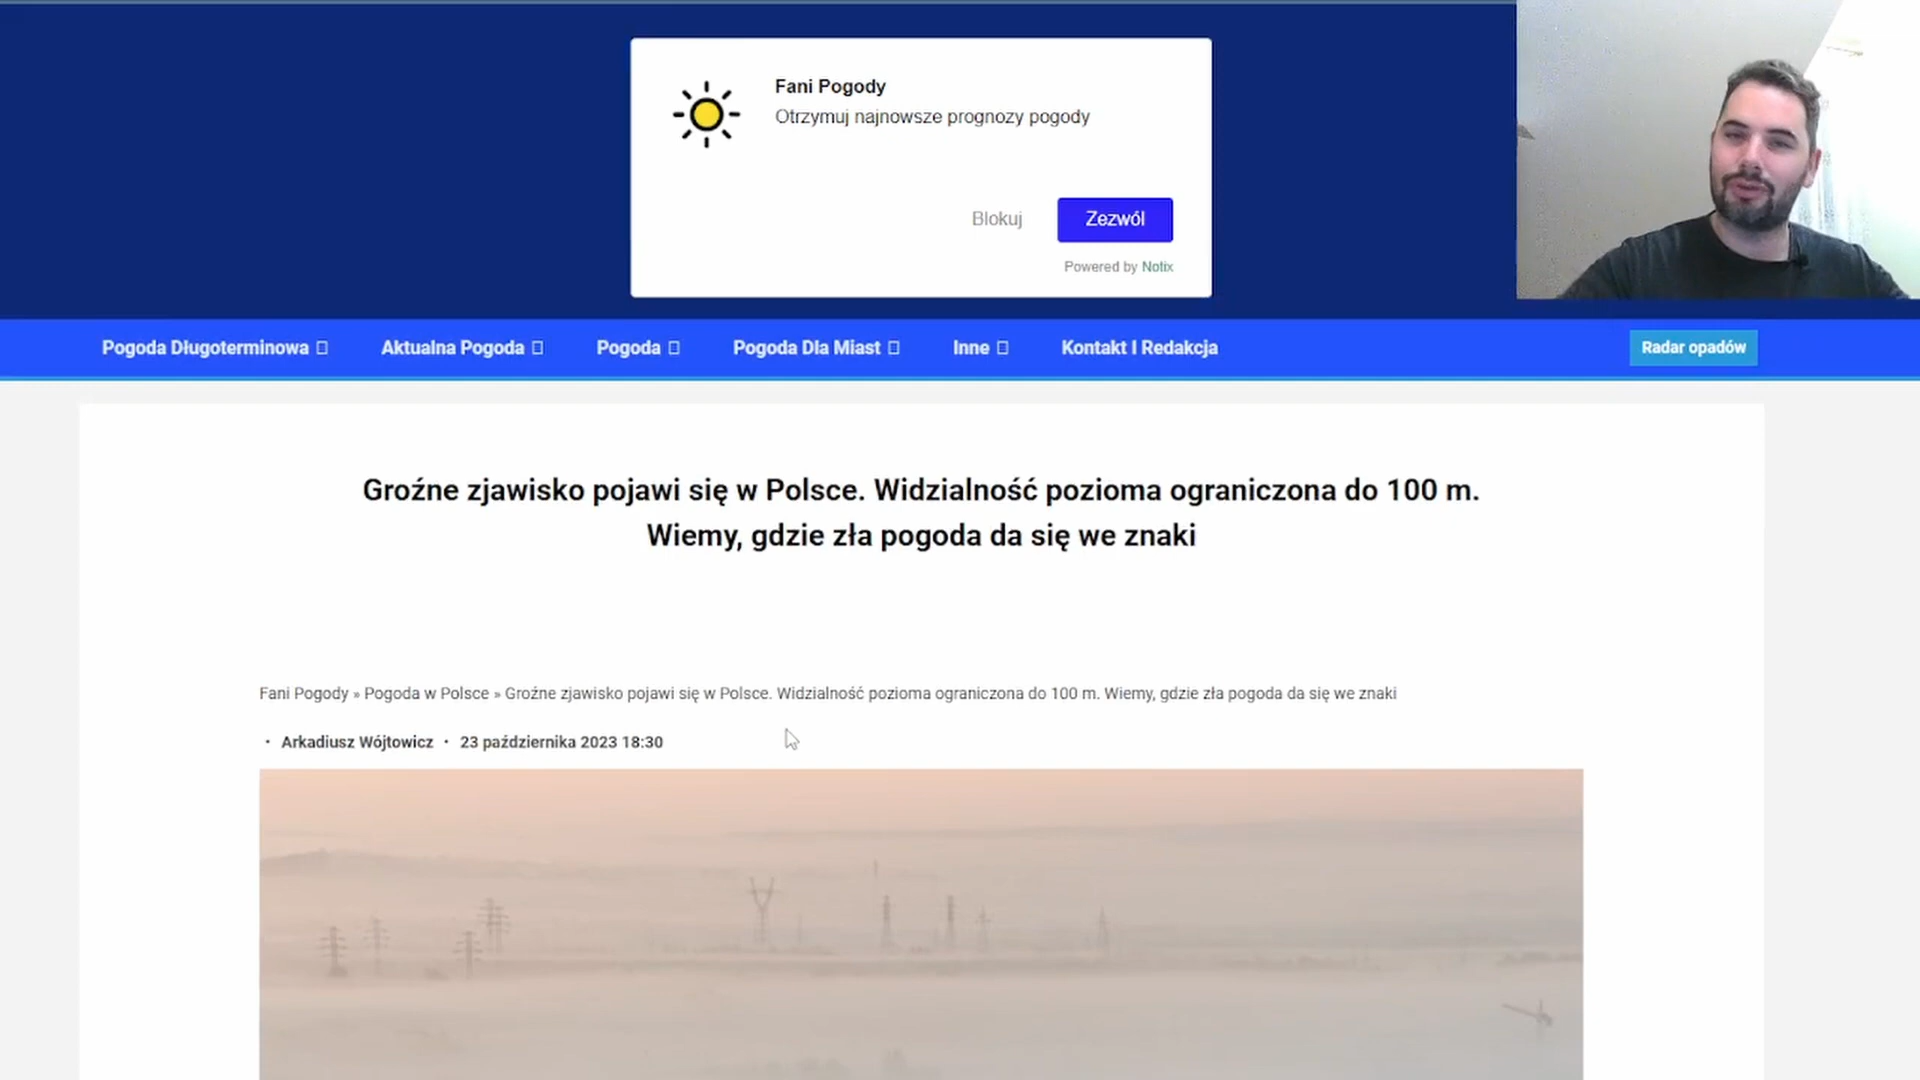 Fani Pogody
Otrzymuj najnowsze prognozy pogody
Blokuj
Zezwól
Powered by Notix
Pogoda Długoterminowa
Aktualna Pogoda
Pogoda
Pogoda Dla Miast
Inne
Kontakt I Redakcja
Radar opadów
Groźne zjawisko pojawi się w Polsce. Widzialność pozioma ograniczona do 100 m.
Wiemy, gdzie zła pogoda da się we znaki
Fani Pogody » Pogoda w Polsce » Groźne zjawisko pojawi się w Polsce. Widzialność pozioma ograniczona do 100 m. Wiemy, gdzie zła pogoda da się we znaki
• Arkadiusz Wójtowicz • 23 października 2023 18:30